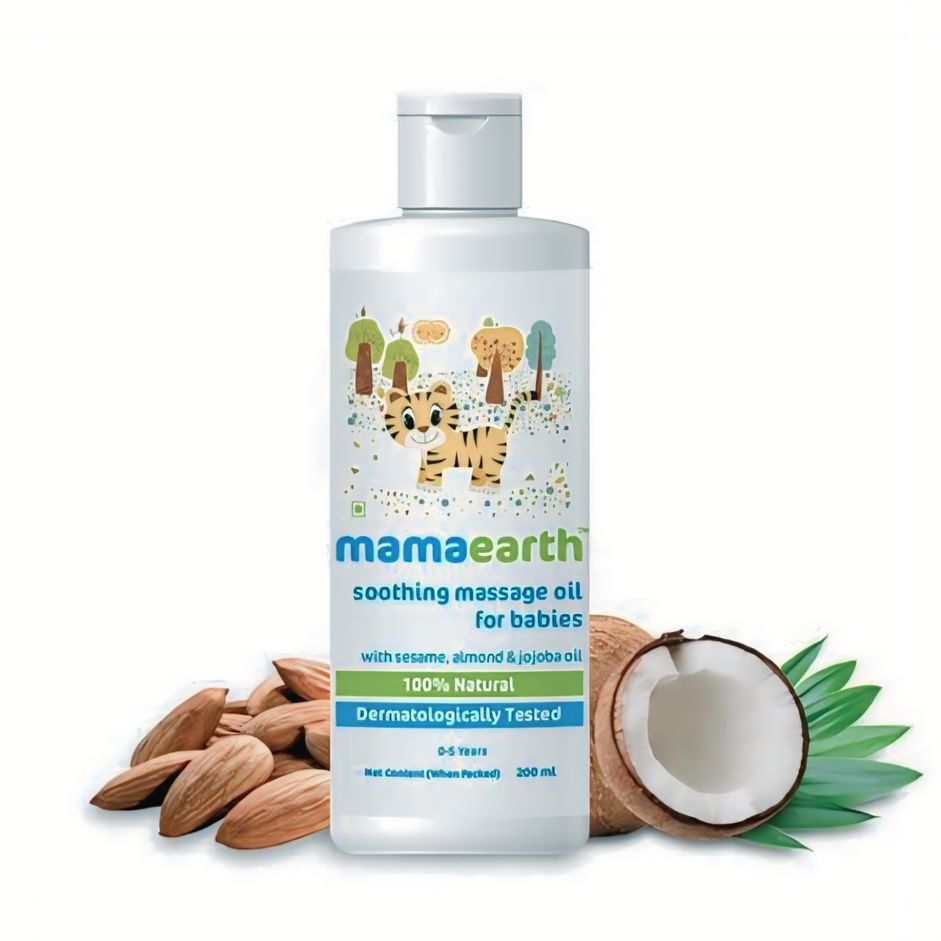 mamaearth™
soothing massage oil
for babies
with sesame, almond & jojoba oil
100% Natural
Dermatologically Tested
0-5 Years
Net Content (When Packed) 200 ml